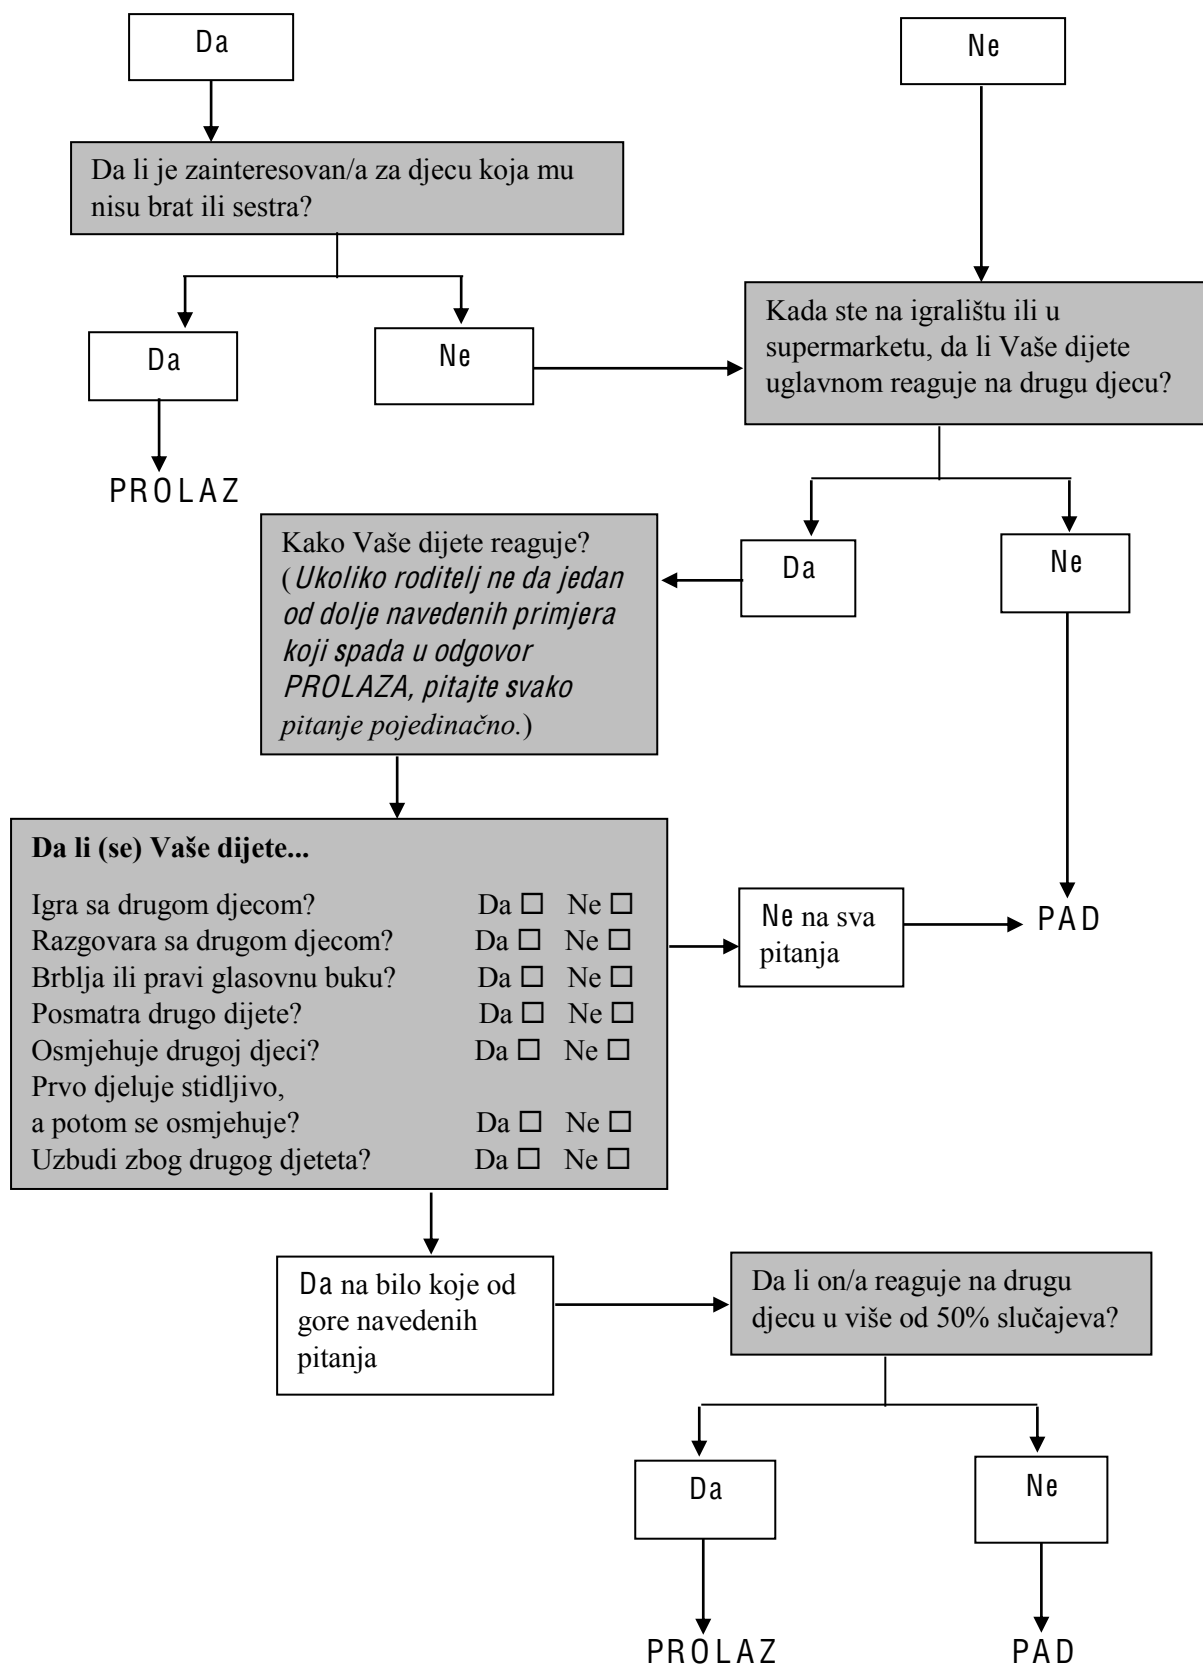 Da
Ne
Da li je zainteresovan/a za djecu koja mu
nisu brat ili sestra?
Da
Ne
Kada ste na igralištu ili u
supermarketu, da li Vaše dijete
uglavnom reaguje na drugu djecu?
PROLAZ
Kako Vaše dijete reaguje?
(Ukoliko roditelj ne da jedan
od dolje navedenih primjera
koji spada u odgovor
PROLAZA, pitajte svako
pitanje pojedinačno.)
Da
Ne
Da li (se) Vaše dijete...
Igra sa drugom djecom? Da □ Ne □
Razgovara sa drugom djecom? Da □ Ne □
Brblja ili pravi glasovnu buku? Da □ Ne □
Posmatra drugo dijete? Da □ Ne □
Osmjehuje drugoj djeci? Da □ Ne □
Prvo djeluje stidljivo,
a potom se osmjehuje? Da □ Ne □
Uzbudi zbog drugog djeteta? Da □ Ne □
Ne na sva
pitanja
PAD
Da na bilo koje od
gore navedenih
pitanja
Da li on/a reaguje na drugu
djecu u više od 50% slučajeva?
Da
Ne
PROLAZ
PAD